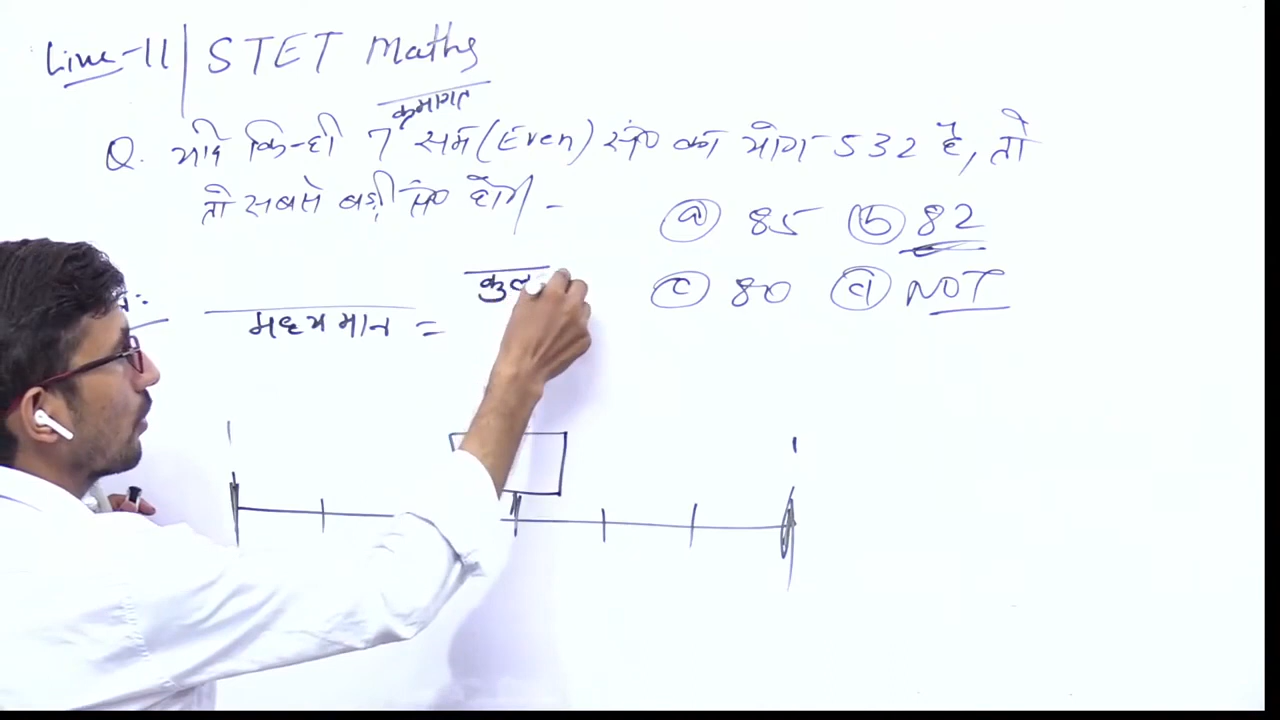 Live-11 | STET Maths
क्रमागत
Q. यदि किन्ही 7 सम (Even) सं० का योग 532 है, तो
तो सबसे बड़ी सं० होगी -
(a) 85 (b) 82
(c) 80 (d) NOT
मध्यमान =
कुल